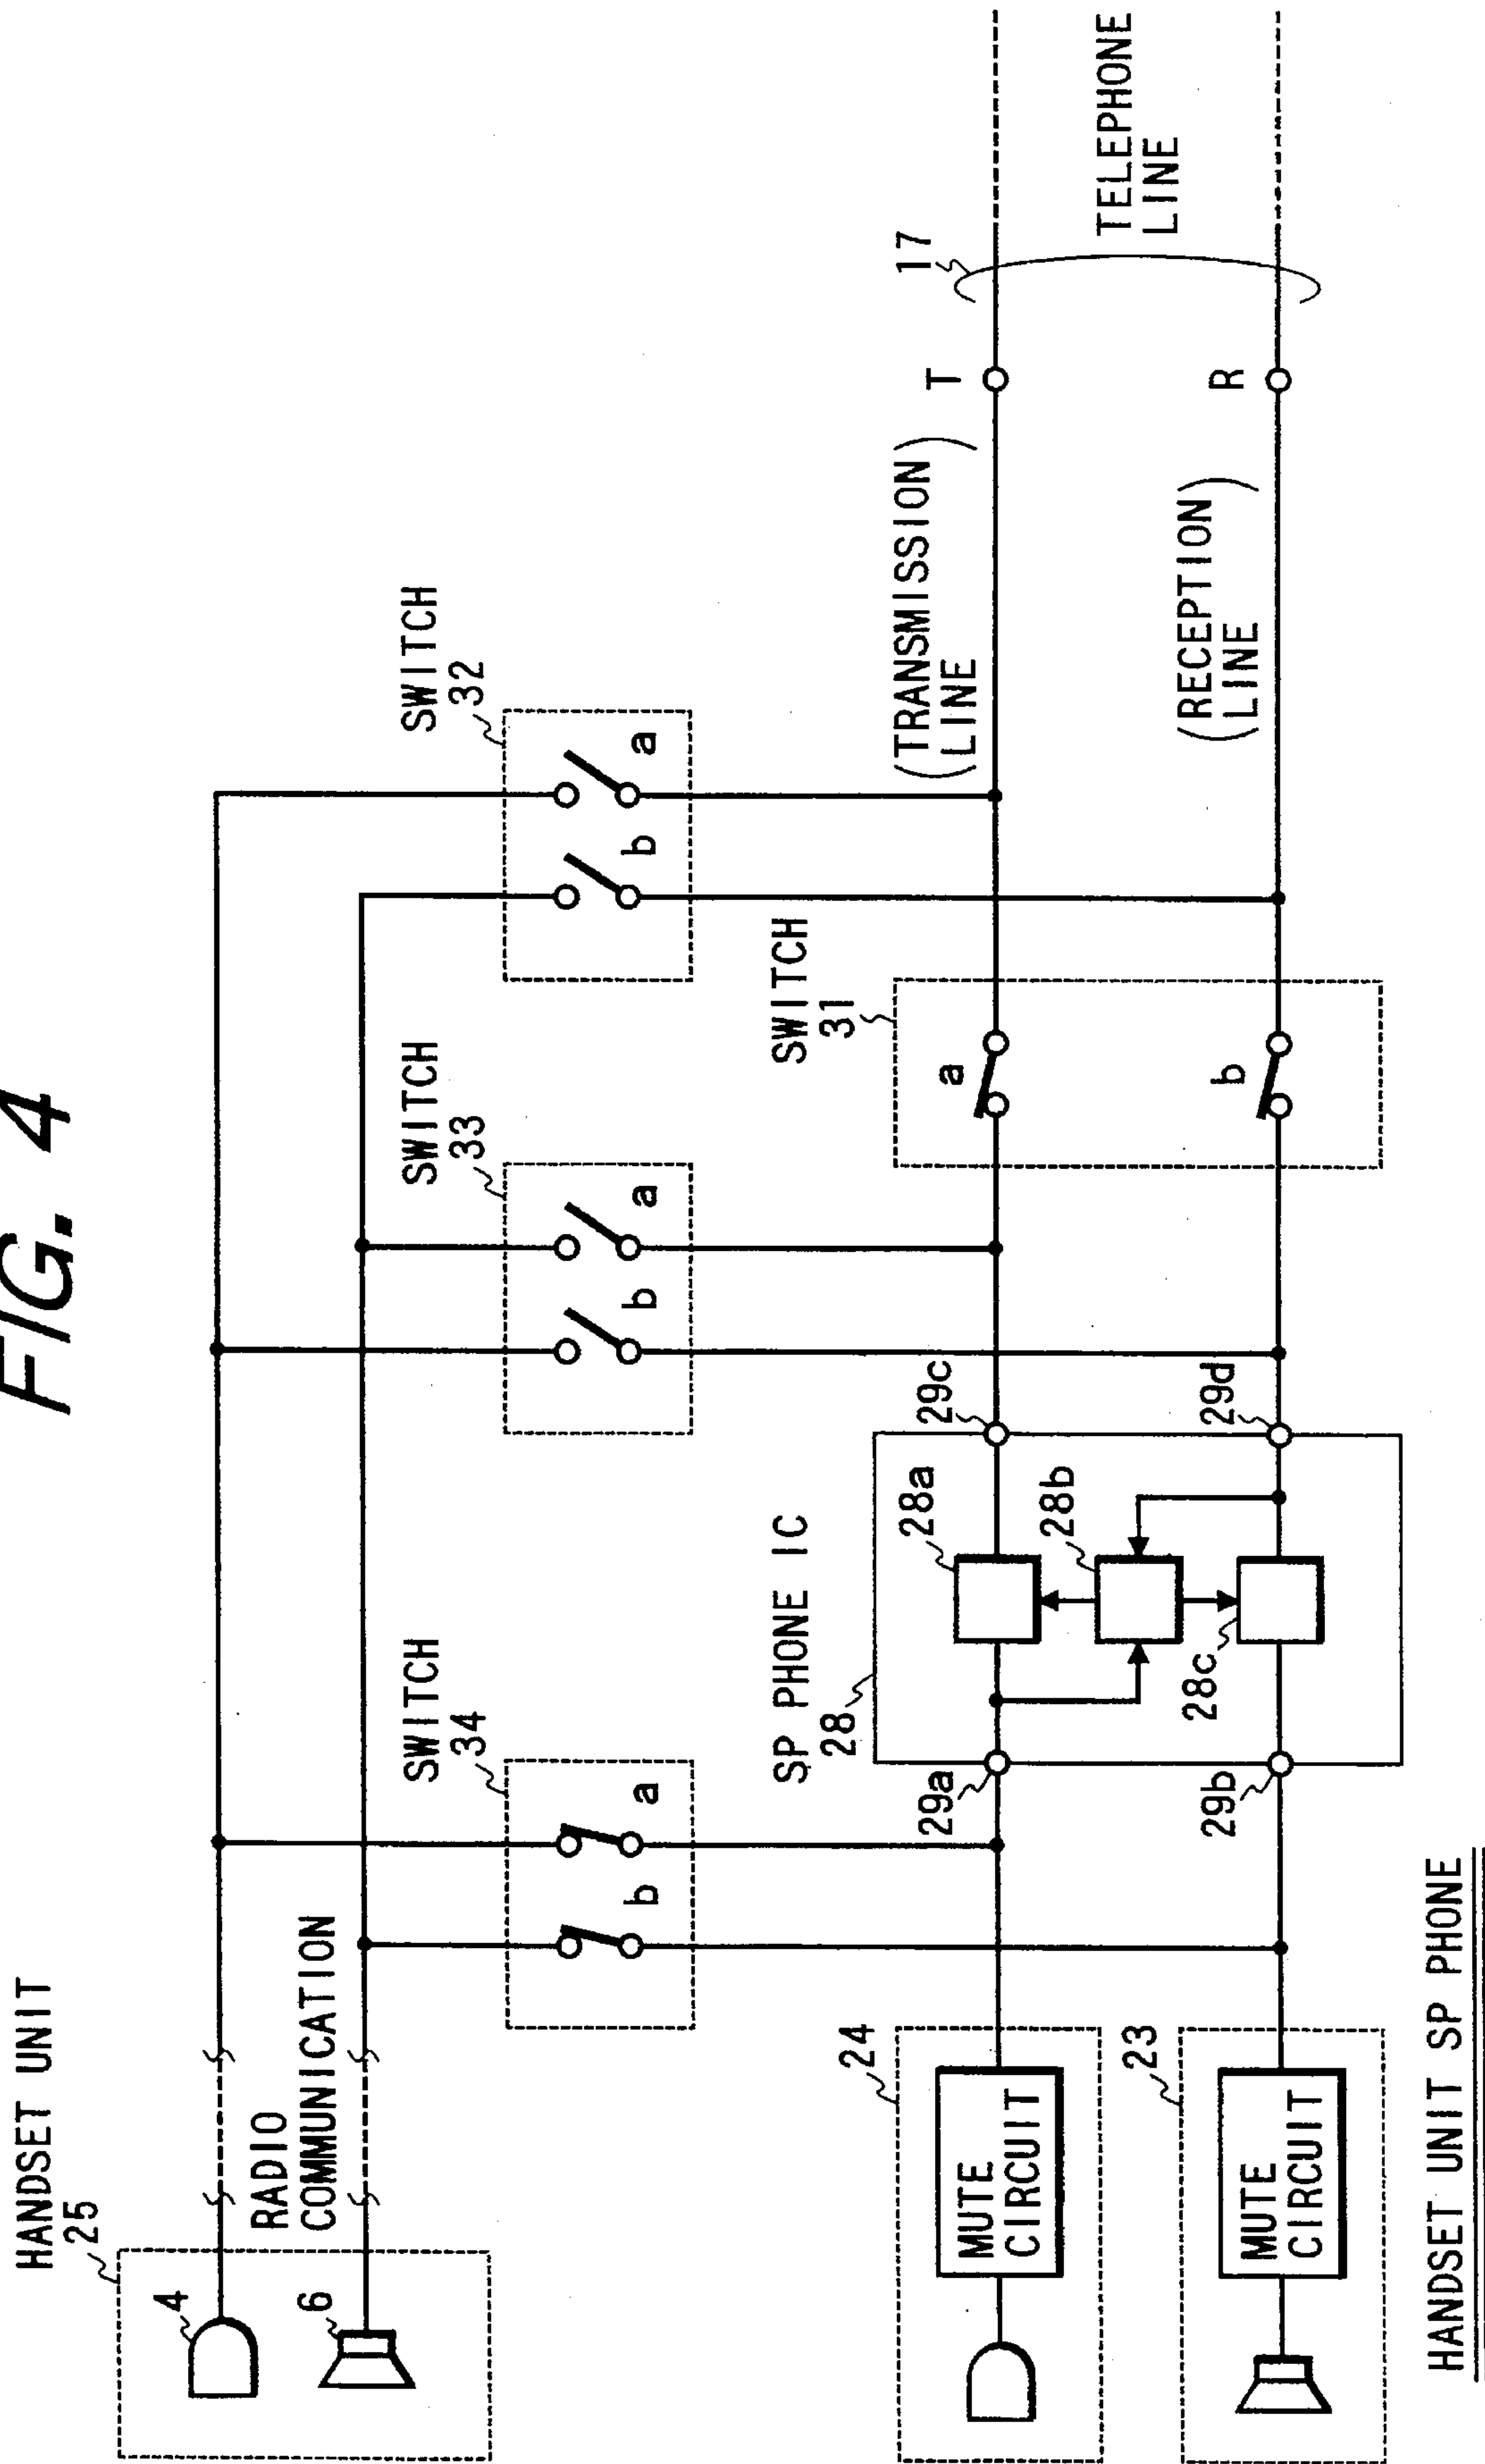 FIG. 4
HANDSET UNIT
25
4
6
RADIO
COMMUNICATION
SWITCH
34
a
b
SWITCH
33
a
b
SWITCH
32
a
b
SWITCH
31
a
b
SP PHONE IC
28
28a
28b
28c
29a
29b
29c
29d
24
MUTE
CIRCUIT
23
MUTE
CIRCUIT
(TRANSMISSION)
(LINE)
(RECEPTION)
(LINE)
T
R
17
TELEPHONE
LINE
HANDSET UNIT SP PHONE